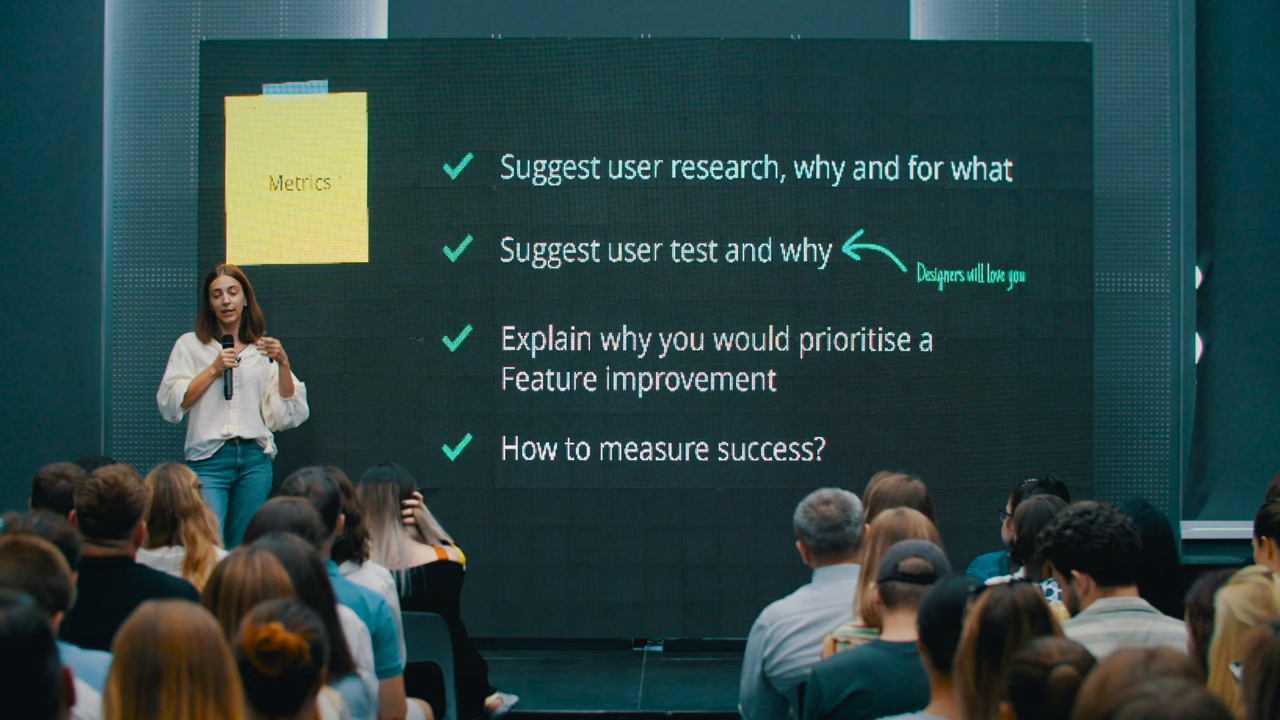 Metrics
Suggest user research, why and for what
Suggest user test and why
Designers will love you
Explain why you would prioritise a
Feature improvement
How to measure success?